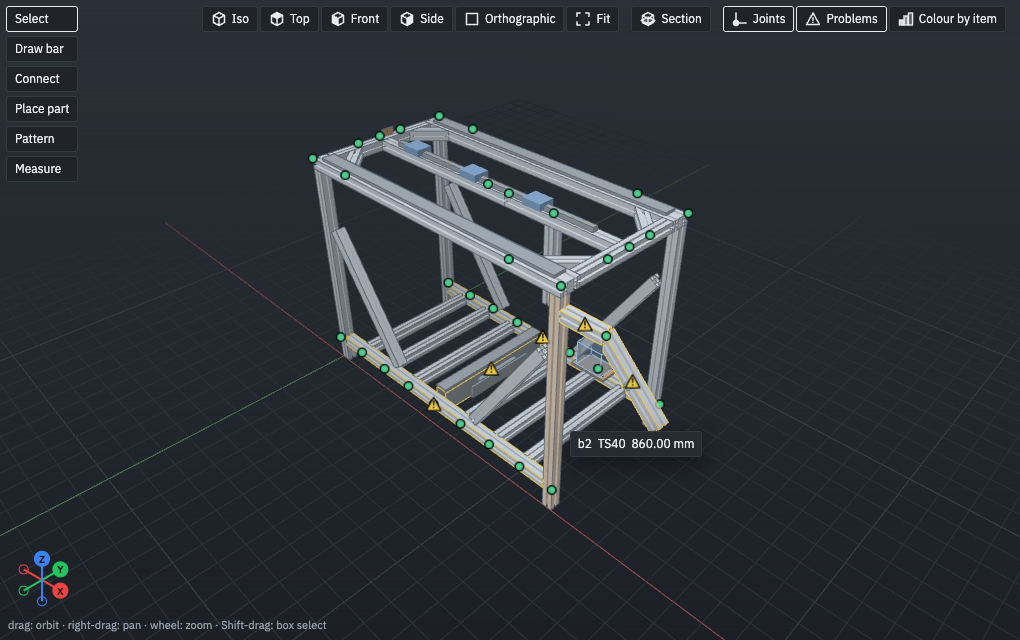 Select
Iso
Top
Front
Side
Orthographic
Fit
Section
Joints
Problems
Colour by item
Draw bar
Connect
Place part
Pattern
Measure
b2 TS40 860.00 mm
Z
Y
X
drag: orbit · right-drag: pan · wheel: zoom · Shift-drag: box select